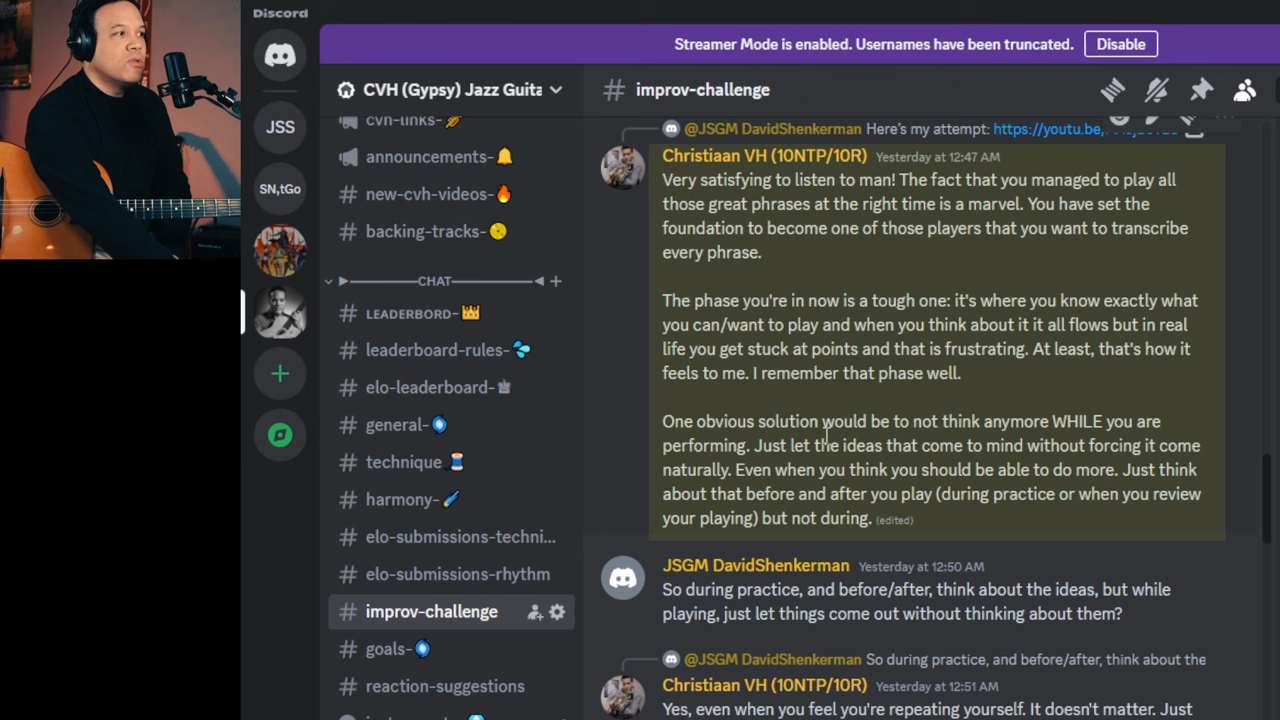 Discord
Streamer Mode is enabled. Usernames have been truncated. Disable
JSS
SN,tGo
CVH (Gypsy) Jazz Guita
cvh-links-
announcements-
new-cvh-videos-
backing-tracks-
CHAT
LEADERBORD-
leaderboard-rules-
elo-leaderboard-
general-
technique
harmony-
elo-submissions-techni...
elo-submissions-rhythm
improv-challenge
goals-
reaction-suggestions
improv-challenge
@JSGM DavidShenkerman Here's my attempt: https://youtu.be/
Christiaan VH (10NTP/10R) Yesterday at 12:47 AM
Very satisfying to listen to man! The fact that you managed to play all
those great phrases at the right time is a marvel. You have set the
foundation to become one of those players that you want to transcribe
every phrase.
The phase you're in now is a tough one: it's where you know exactly what
you can/want to play and when you think about it it all flows but in real
life you get stuck at points and that is frustrating. At least, that's how it
feels to me. I remember that phase well.
One obvious solution would be to not think anymore WHILE you are
performing. Just let the ideas that come to mind without forcing it come
naturally. Even when you think you should be able to do more. Just think
about that before and after you play (during practice or when you review
your playing) but not during. (edited)
JSGM DavidShenkerman Yesterday at 12:50 AM
So during practice, and before/after, think about the ideas, but while
playing, just let things come out without thinking about them?
@JSGM DavidShenkerman So during practice, and before/after, think about the
Christiaan VH (10NTP/10R) Yesterday at 12:51 AM
Yes, even when you feel you're repeating yourself. It doesn't matter. Just